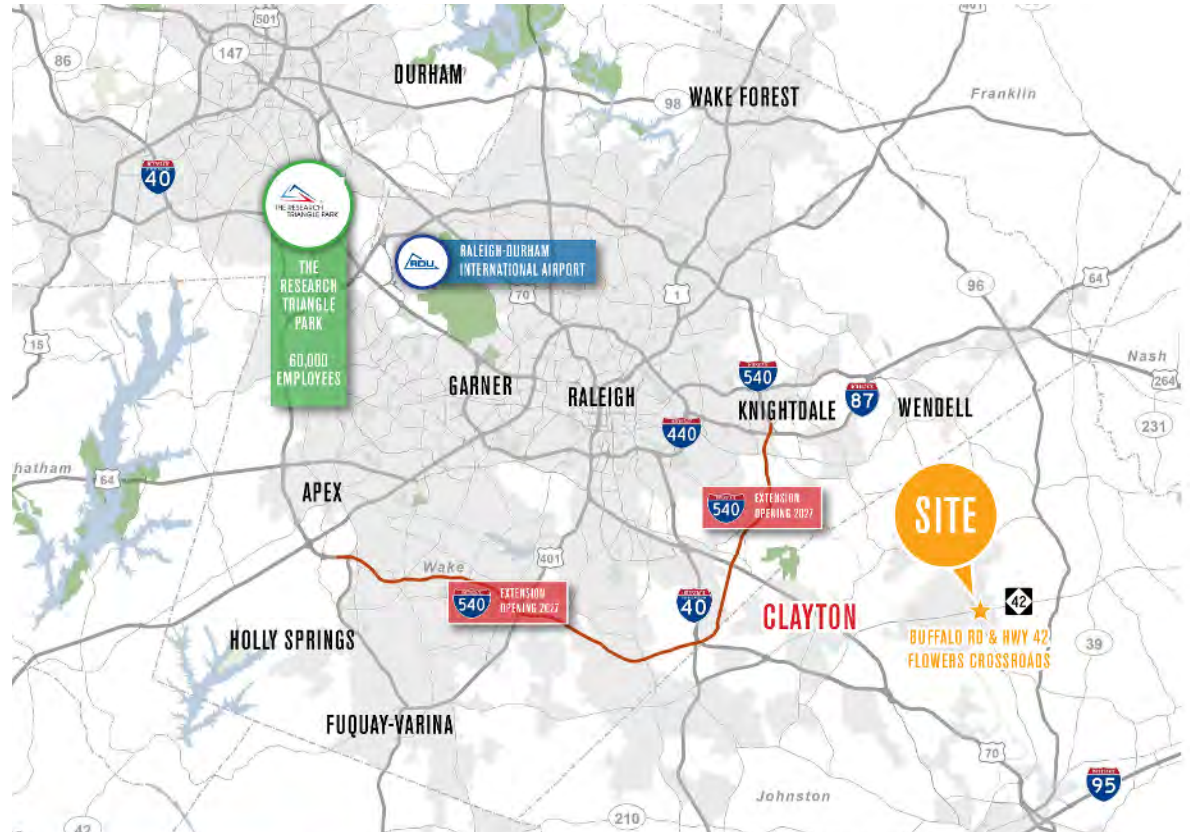 501
401
86
147
DURHAM
98
WAKE FOREST
Franklin
INTERSTATE
40
THE RESEARCH
TRIANGLE PARK
RDU
RALEIGH-DURHAM
INTERNATIONAL AIRPORT
THE
RESEARCH
TRIANGLE
PARK
60,000
EMPLOYEES
70
1
96
64
15
Nash
264
GARNER
RALEIGH
540
KNIGHTDALE
87
WENDELL
440
231
hatham
64
APEX
540
EXTENSION
OPENING 2027
SITE
401
Wake
540
EXTENSION
OPENING 2027
40
CLAYTON
42
BUFFALO RD & HWY 42
FLOWERS CROSSROADS
HOLLY SPRINGS
39
FUQUAY-VARINA
70
95
Johnston
210
42